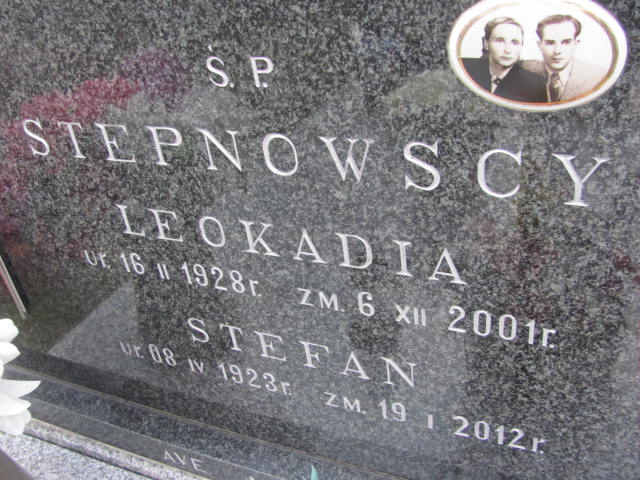 Ś.P.
STEPNOWSCY
LEOKADIA
ur. 16 II 1928r. ZM. 6 XII 2001r.
STEFAN
ur. 08 IV 1923r. ZM. 19 I 2012r.
AVE